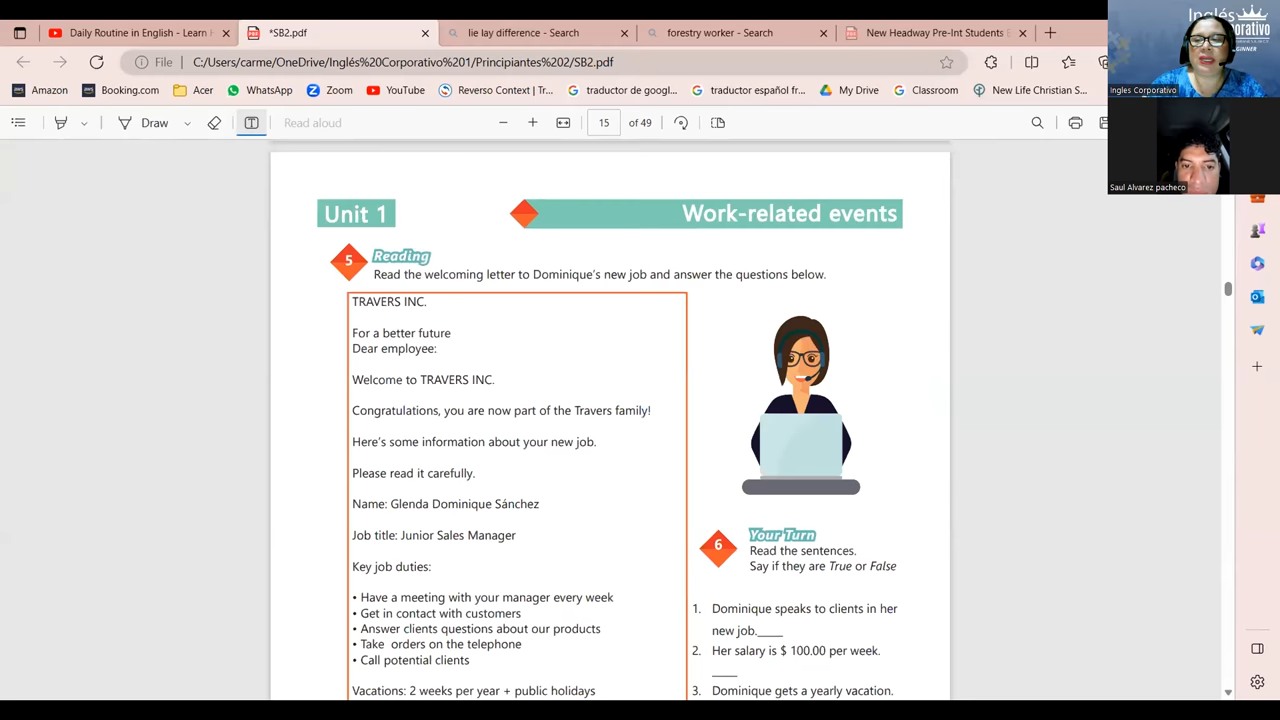 Daily Routine in English - Learn H
*SB2.pdf
lie lay difference - Search
forestry worker - Search
New Headway Pre-Int Students
File
C:/Users/carme/OneDrive/Inglés%20Corporativo%201/Principiantes%202/SB2.pdf
Amazon
Booking.com
Acer
WhatsApp
Zoom
YouTube
Reverso Context | Tr...
traductor de googl...
traductor español fr...
My Drive
Classroom
New Life Christian S...
Draw
Read aloud
15 of 49
Inglés
Ingles Corporativo
Saul Alvarez pacheco
Unit 1
Work-related events
5 Reading
Read the welcoming letter to Dominique's new job and answer the questions below.
TRAVERS INC.
For a better future
Dear employee:
Welcome to TRAVERS INC.
Congratulations, you are now part of the Travers family!
Here's some information about your new job.
Please read it carefully.
Name: Glenda Dominique Sánchez
Job title: Junior Sales Manager
Key job duties:
• Have a meeting with your manager every week
• Get in contact with customers
• Answer clients questions about our products
• Take orders on the telephone
• Call potential clients
Vacations: 2 weeks per year + public holidays
6 Your Turn
Read the sentences.
Say if they are True or False
1. Dominique speaks to clients in her
new job.____
2. Her salary is $ 100.00 per week.
____
3. Dominique gets a yearly vacation.